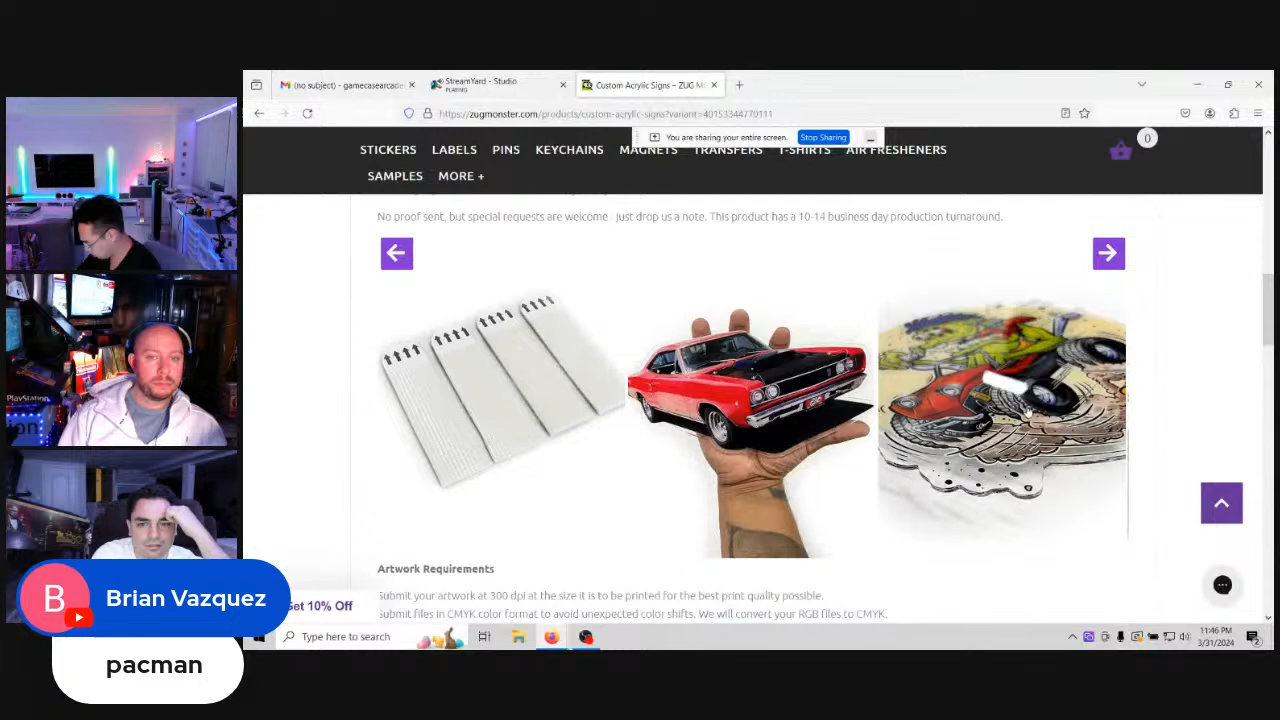 (no subject) - gamecasearcade
StreamYard - Studio
PLAYING
Custom Acrylic Signs – ZUG M
https://zugmonster.com/products/custom-acrylic-signs?variant=40153344770111
You are sharing your entire screen.
Stop Sharing
STICKERS LABELS PINS KEYCHAINS MAGNETS TRANSFERS T-SHIRTS AIR FRESHENERS
0
SAMPLES MORE +
No proof sent, but special requests are welcome - just drop us a note. This product has a 10-14 business day production turnaround.
PlayStation
Artwork Requirements
Submit your artwork at 300 dpi at the size it is to be printed for the best print quality possible.
Submit files in CMYK color format to avoid unexpected color shifts. We will convert your RGB files to CMYK.
Get 10% Off
B
Brian Vazquez
pacman
Type here to search
11:46 PM
3/31/2024
2